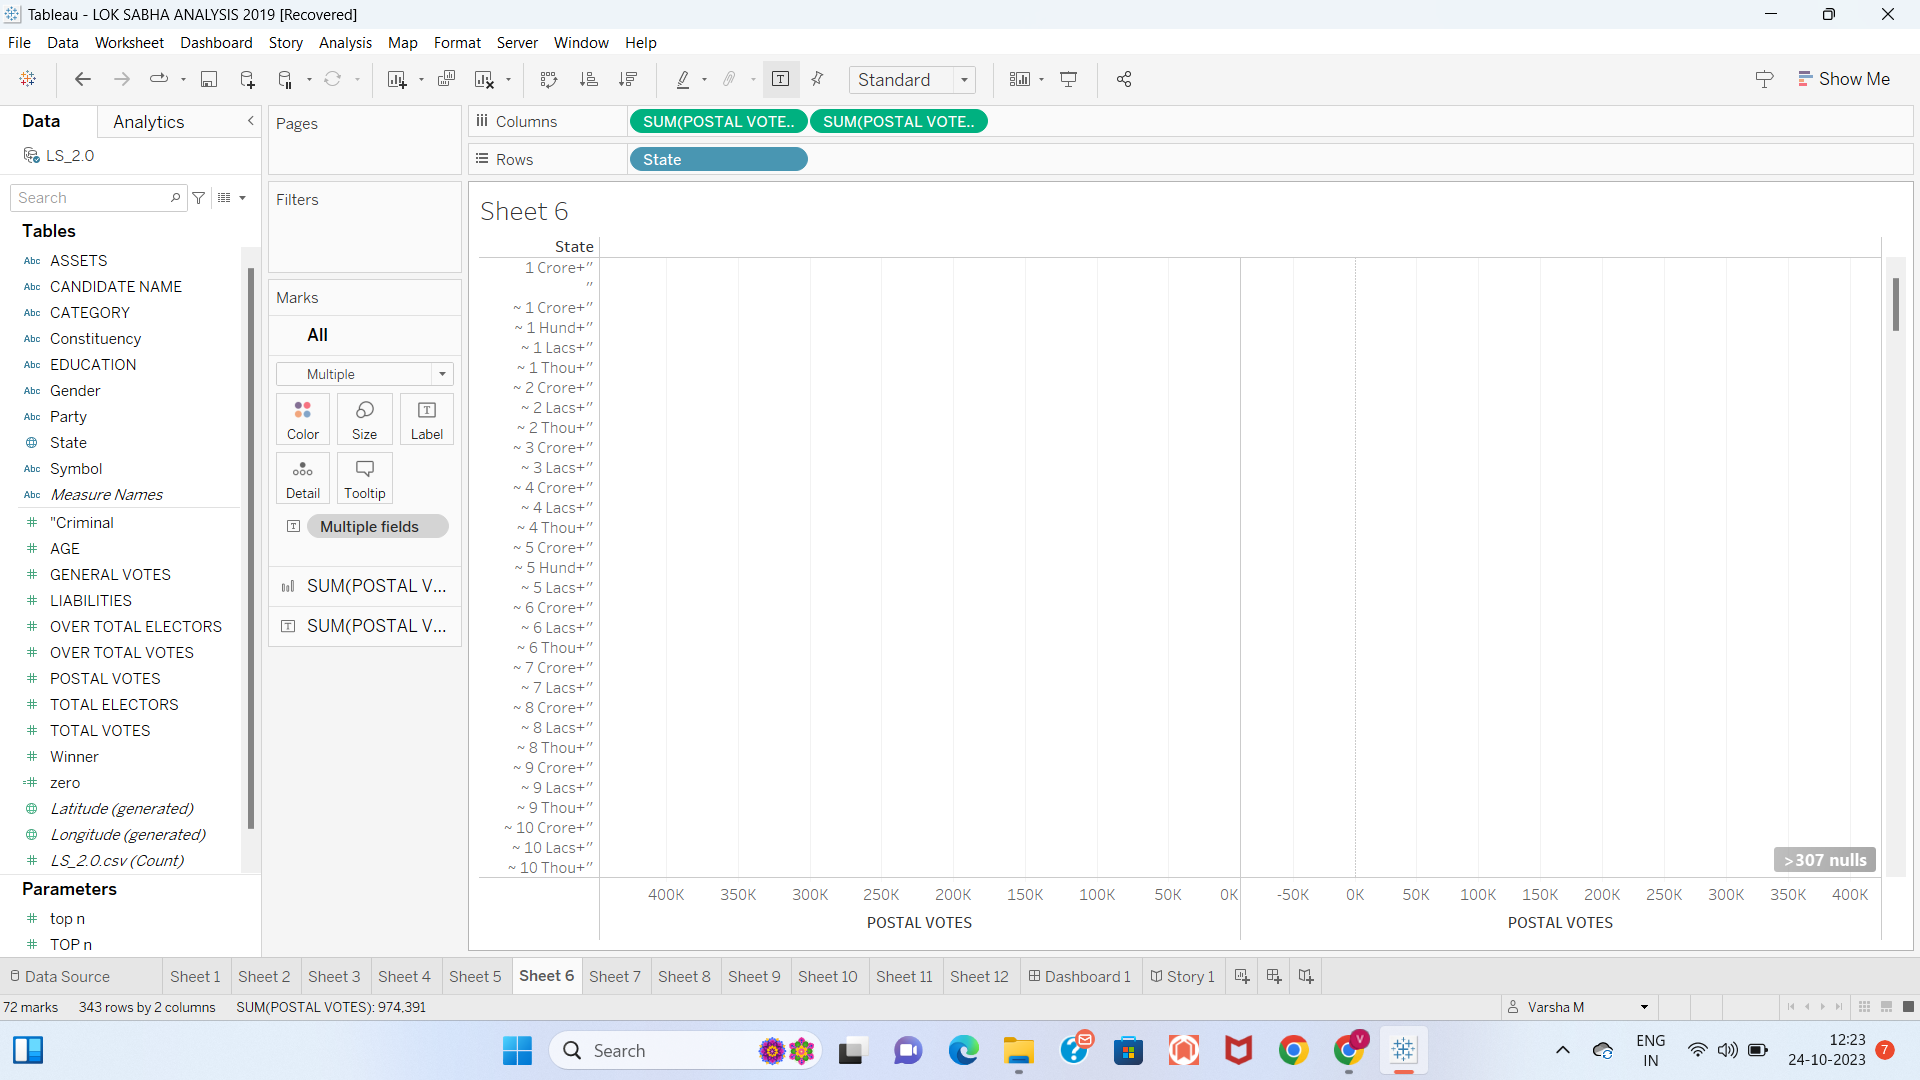 Tableau - LOK SABHA ANALYSIS 2019 [Recovered]
File Data Worksheet Dashboard Story Analysis Map Format Server Window Help
Standard
Show Me
Data
Analytics
LS_2.0
Search
Tables
Abc ASSETS
Abc CANDIDATE NAME
Abc CATEGORY
Abc Constituency
Abc EDUCATION
Abc Gender
Abc Party
State
Abc Symbol
Abc Measure Names
# "Criminal
# AGE
# GENERAL VOTES
# LIABILITIES
# OVER TOTAL ELECTORS
# OVER TOTAL VOTES
# POSTAL VOTES
# TOTAL ELECTORS
# TOTAL VOTES
# Winner
=# zero
Latitude (generated)
Longitude (generated)
# LS_2.0.csv (Count)
Parameters
# top n
# TOP n
Pages
Filters
Marks
All
Multiple
Color
Size
Label
Detail
Tooltip
Multiple fields
SUM(POSTAL V...
SUM(POSTAL V...
Columns
SUM(POSTAL VOTE..
SUM(POSTAL VOTE..
Rows
State
Sheet 6
State
1 Crore+”
”
~ 1 Crore+”
~ 1 Hund+”
~ 1 Lacs+”
~ 1 Thou+”
~ 2 Crore+”
~ 2 Lacs+”
~ 2 Thou+”
~ 3 Crore+”
~ 3 Lacs+”
~ 4 Crore+”
~ 4 Lacs+”
~ 4 Thou+”
~ 5 Crore+”
~ 5 Hund+”
~ 5 Lacs+”
~ 6 Crore+”
~ 6 Lacs+”
~ 6 Thou+”
~ 7 Crore+”
~ 7 Lacs+”
~ 8 Crore+”
~ 8 Lacs+”
~ 8 Thou+”
~ 9 Crore+”
~ 9 Lacs+”
~ 9 Thou+”
~ 10 Crore+”
~ 10 Lacs+”
~ 10 Thou+”
>307 nulls
400K 350K 300K 250K 200K 150K 100K 50K 0K -50K 0K 50K 100K 150K 200K 250K 300K 350K 400K
POSTAL VOTES
POSTAL VOTES
Data Source Sheet 1 Sheet 2 Sheet 3 Sheet 4 Sheet 5 Sheet 6 Sheet 7 Sheet 8 Sheet 9 Sheet 10 Sheet 11 Sheet 12 Dashboard 1 Story 1
72 marks 343 rows by 2 columns SUM(POSTAL VOTES): 974,391
Varsha M
Search
V
ENG
IN
12:23
24-10-2023
7